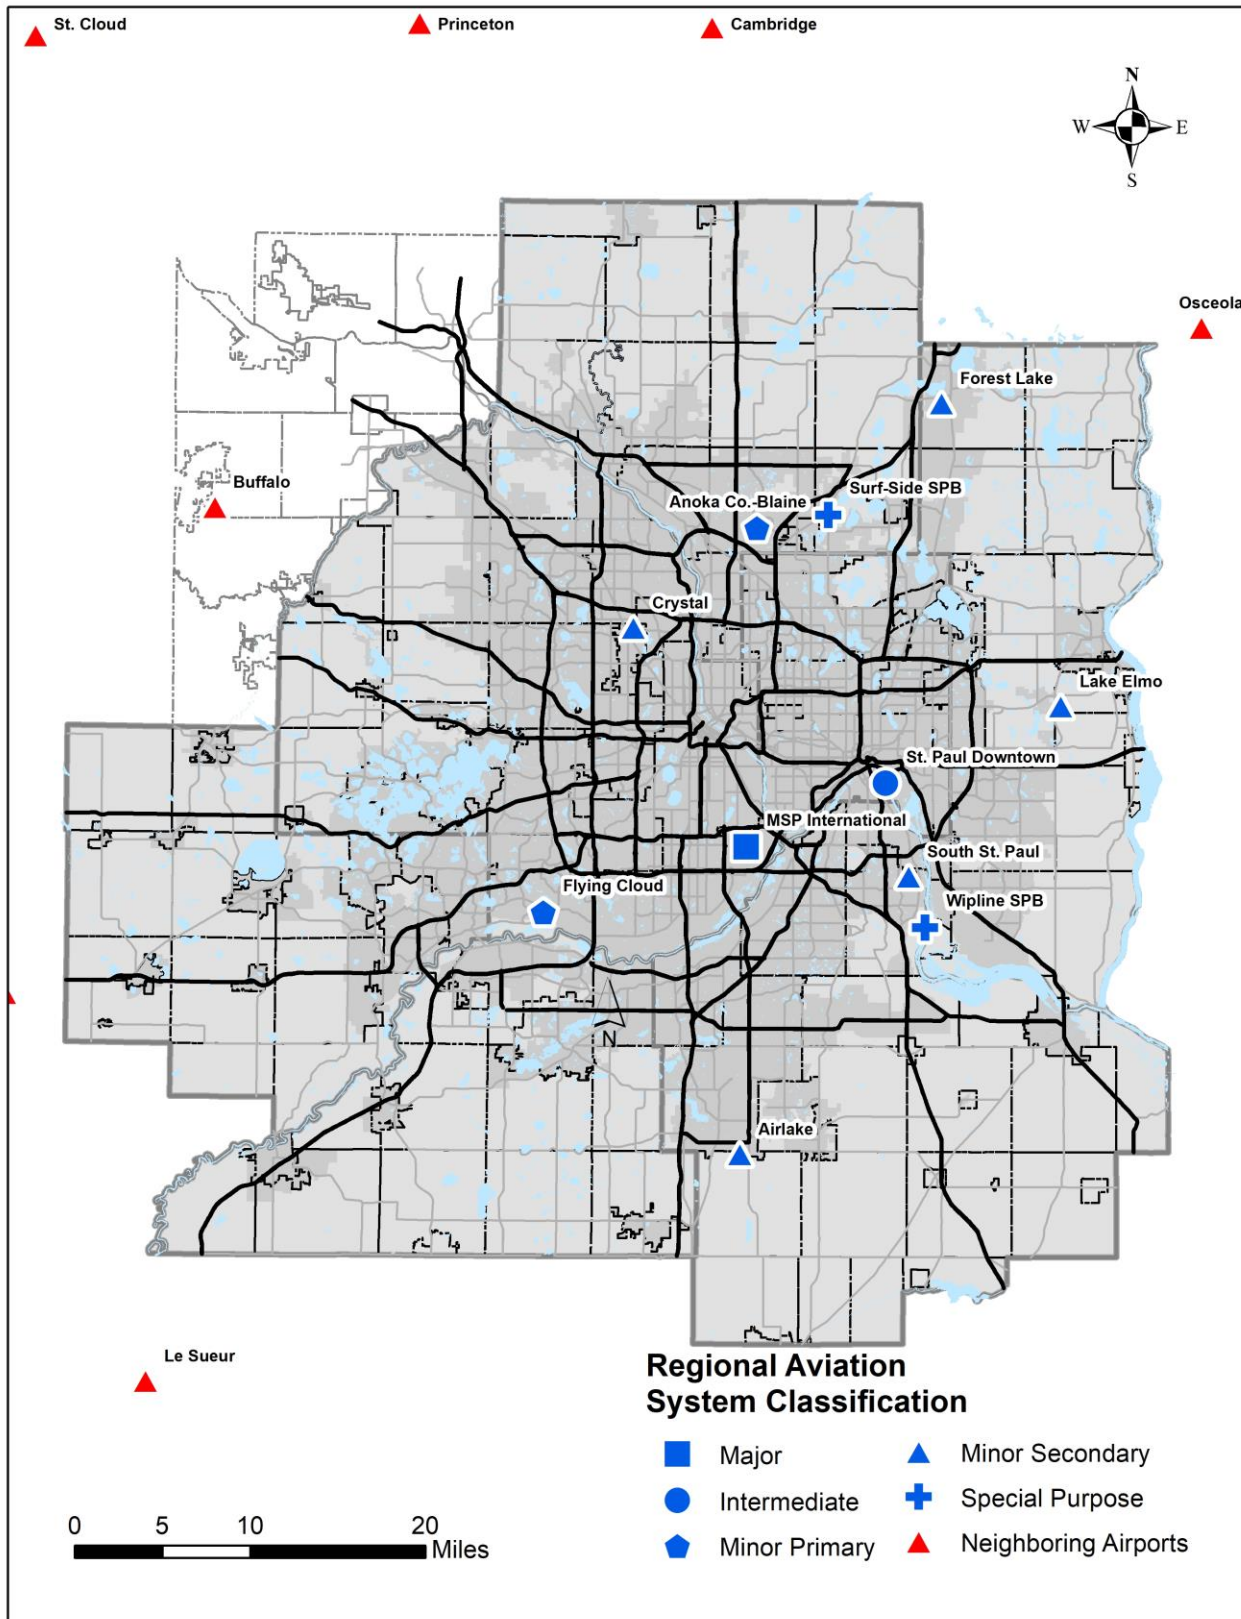 St. Cloud
Princeton
Cambridge
N
W
E
S
Osceola
Forest Lake
Buffalo
Surf-Side SPB
Anoka Co.-Blaine
Crystal
Lake Elmo
St. Paul Downtown
MSP International
South St. Paul
Flying Cloud
Wipline SPB
N
Airlake
Le Sueur
Regional Aviation
System Classification
Major
Minor Secondary
Intermediate
Special Purpose
Minor Primary
Neighboring Airports
0 5 10 20
Miles